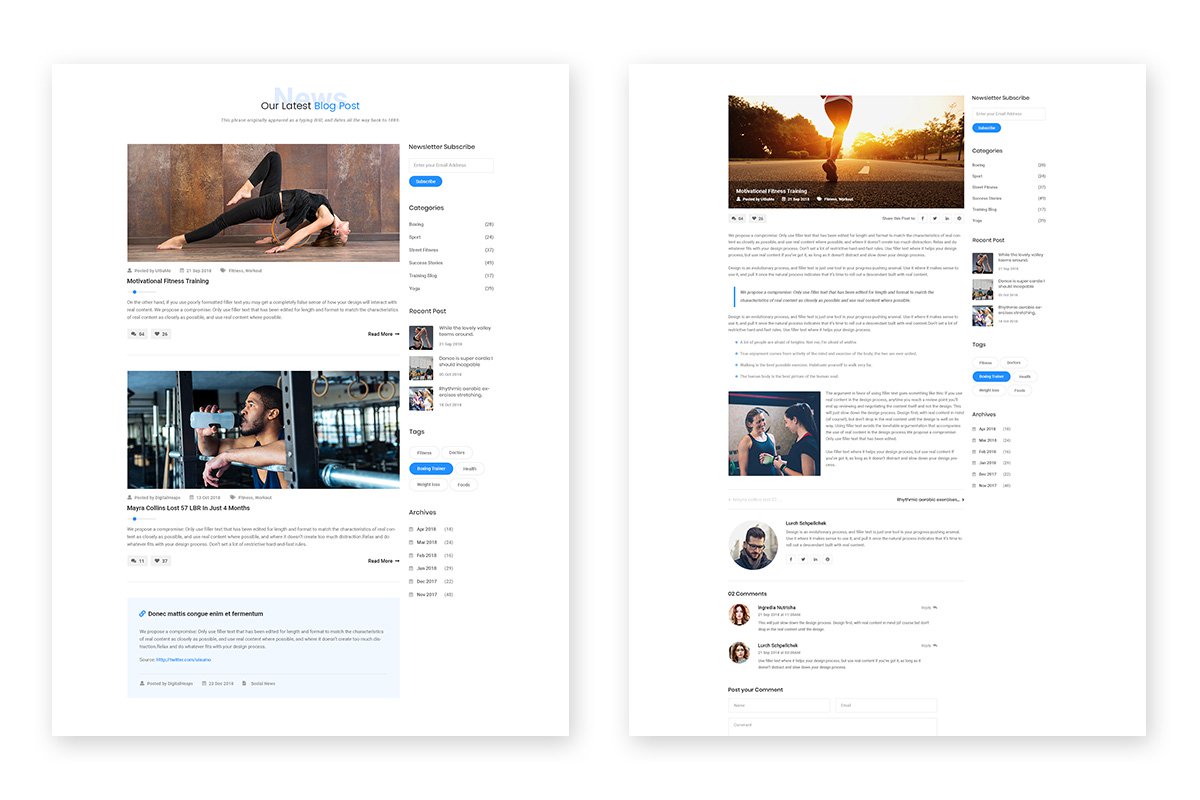 News
Our Latest Blog Post
This phrase originally appeared as a typing drill, and dates all the way back to 1889.
Posted by UtiluMo 21 Sep 2018 Fitness, Workout
Motivational Fitness Training
On the other hand, if you use poorly formatted filler text you may get a completely false sense of how your design will interact with
real content. We propose a compromise: Only use filler text that has been edited for length and format to match the characteristics
of real content as closely as possible, and use real content where possible.
54 26 Read More
Posted by DigitalHeaps 13 Oct 2018 Fitness, Workout
Mayra Collins Lost 57 LBR In Just 4 Months
We propose a compromise: Only use filler text that has been edited for length and format to match the characteristics of real con-
tent as closely as possible, and use real content where possible, and where it doesn't create too much distraction.Relax and do
whatever fits with your design process. Don't set a lot of restrictive hard and fast rules.
11 37 Read More
Donec mattis congue enim et fermentum
We propose a compromise: Only use filler text that has been edited for length and format to match the characteristics
of real content as closely as possible, and use real content where possible, and where it doesn't create too much dis-
traction.Relax and do whatever fits with your design process.
Source:
Posted by DigitalHeaps 23 Dec 2018 Social News
Newsletter Subscribe
Enter your Email Address
Subscribe
Categories
Boxing (28)
Sport (24)
Street Fitness (37)
Success Stories (49)
Training Blog (17)
Yoga (39)
Recent Post
While the lovely valley
teems around.
21 Sep 2018
Dance is super cardio I
should incopable
05 Oct 2018
Rhythmic aerobic ex-
ercises stretching.
18 Oct 2018
Tags
Fitness Doctors
Boxing Trainer Health
Weight loss Foods
Archives
Apr 2018 (18)
Mar 2018 (24)
Feb 2018 (16)
Jan 2018 (29)
Dec 2017 (22)
Nov 2017 (40)
Motivational Fitness Training
Posted by UtiluMo 21 Sep 2018 Fitness, Workout
54 26 Share this Post to:
We propose a compromise: Only use filler text that has been edited for length and format to match the characteristics of real con-
tent as closely as possible, and use real content where possible, and where it doesn't create too much distraction. Relax and do
whatever fits with your design process. Don't set a lot of restrictive hard-and-fast rules. Use filler text where it helps your design
process, but use real content if you've got it, as long as it doesn't distract and slow down your design process.
Design is an evolutionary process, and filler text is just one tool in your progress-pushing arsenal. Use it where it makes sense to
use it, and pull it once the natural process indicates that it's time to roll out a descendant built with real content.
We propose a compromise: Only use filler text that has been edited for length and format to match the
characteristics of real content as closely as possible and use real content where possible.
Design is an evolutionary process, and filler text is just one tool in your progress-pushing arsenal. Use it where it makes sense to
use it, and pull it once the natural process indicates that it's time to roll out a descendant built with real content.Don't set a lot of
restrictive hard-and-fast rules. Use filler text where it helps your design process.
A lot of people are afraid of heights. Not me, I'm afraid of widths.
True enjoyment comes from activity of the mind and exercise of the body; the two are ever united.
Walking is the best possible exercise. Habituate yourself to walk very far.
The human body is the best picture of the human soul.
The argument in favor of using filler text goes something like this: If you use
real content in the design process, anytime you reach a review point you'll
end up reviewing and negotiating the content itself and not the design. This
will just slow down the design process. Design first, with real content in mind
(of course!), but don't drop in the real content until the design is well on its
way. Using filler text avoids the inevitable argumentation that accompanies
the use of real content in the design process.We propose a compromise:
Only use filler text that has been edited.
Use filler text where it helps your design process, but use real content if
you've got it, as long as it doesn't distract and slow down your design pro-
cess.
Mayra collins lost 57 ...
Rhythmic aerobic exercises...
Lurch Schpellchek
Design is an evolutionary process, and filler text is just one tool in your progress-pushing arsenal.
Use it where it makes sense to use it, and pull it once the natural process indicates that it's time to
roll out a descendant built with real content.
02 Comments
Ingredia Nutrisha Reply
21 Sep 2018 at 11:00AM
This will just slow down the design process. Design first, with real content in mind (of course but don't
drop in the real content until the design.
Lurch Schpellchek Reply
Use filler text where it helps your design process, but use real content if you've got it, as long as it
doesn't distract and slow down your design process.
Post your Comment
Name Email
Comment
Newsletter Subscribe
Enter your Email Address
Subscribe
Categories
Boxing (28)
Sport (24)
Street Fitness (37)
Success Stories (49)
Training Blog (17)
Yoga (39)
Recent Post
While the lovely valley
teems around.
21 Sep 2018
Dance is super cardio I
should incopable
05 Oct 2018
Rhythmic aerobic ex-
ercises stretching.
18 Oct 2018
Tags
Fitness Doctors
Boxing Trainer Health
Weight loss Foods
Archives
Apr 2018 (18)
Mar 2018 (24)
Feb 2018 (16)
Jan 2018 (29)
Dec 2017 (22)
Nov 2017 (40)